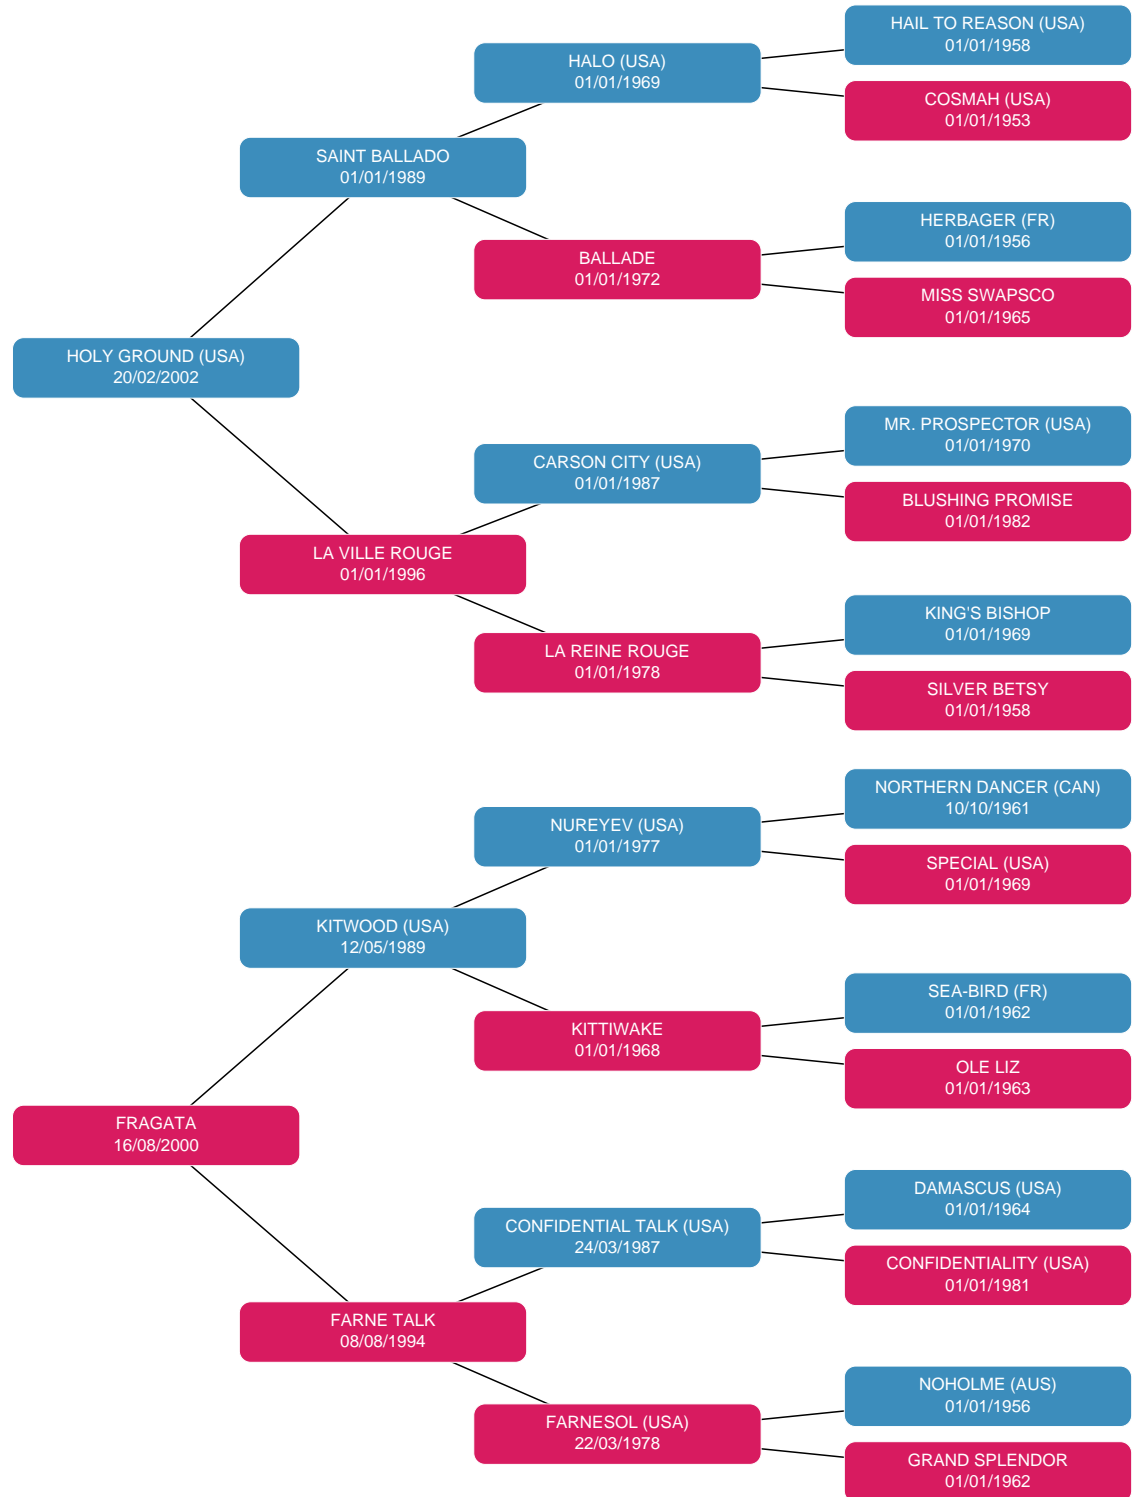 HAIL TO REASON (USA)
01/01/1958
HALO (USA)
01/01/1969
COSMAH (USA)
01/01/1953
SAINT BALLADO
01/01/1989
HERBAGER (FR)
01/01/1956
BALLADE
01/01/1972
MISS SWAPSCO
01/01/1965
HOLY GROUND (USA)
20/02/2002
MR. PROSPECTOR (USA)
01/01/1970
CARSON CITY (USA)
01/01/1987
BLUSHING PROMISE
01/01/1982
LA VILLE ROUGE
01/01/1996
KING'S BISHOP
01/01/1969
LA REINE ROUGE
01/01/1978
SILVER BETSY
01/01/1958
NORTHERN DANCER (CAN)
10/10/1961
NUREYEV (USA)
01/01/1977
SPECIAL (USA)
01/01/1969
KITWOOD (USA)
12/05/1989
SEA-BIRD (FR)
01/01/1962
KITTIWAKE
01/01/1968
OLE LIZ
01/01/1963
FRAGATA
16/08/2000
DAMASCUS (USA)
01/01/1964
CONFIDENTIAL TALK (USA)
24/03/1987
CONFIDENTIALITY (USA)
01/01/1981
FARNE TALK
08/08/1994
NOHOLME (AUS)
01/01/1956
FARNESOL (USA)
22/03/1978
GRAND SPLENDOR
01/01/1962